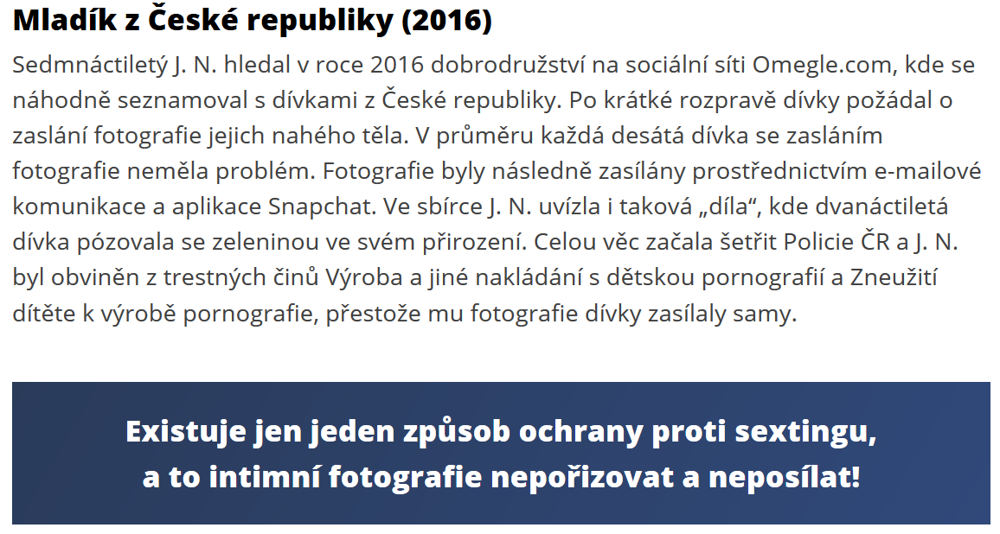 Mladík z České republiky (2016)
Sedmnáctiletý J. N. hledal v roce 2016 dobrodružství na sociální síti Omegle.com, kde se
náhodně seznamoval s dívkami z České republiky. Po krátké rozpravě dívky požádal o
zaslání fotografie jejich nahého těla. V průměru každá desátá dívka se zasláním
fotografie neměla problém. Fotografie byly následně zasílány prostřednictvím e-mailové
komunikace a aplikace Snapchat. Ve sbírce J. N. uvízla i taková „díla“, kde dvanáctiletá
dívka pózovala se zeleninou ve svém přirození. Celou věc začala šetřit Policie ČR a J. N.
byl obviněn z trestných činů Výroba a jiné nakládání s dětskou pornografií a Zneužití
dítěte k výrobě pornografie, přestože mu fotografie dívky zasílaly samy.
Existuje jen jeden způsob ochrany proti sextingu,
a to intimní fotografie nepořizovat a neposílat!